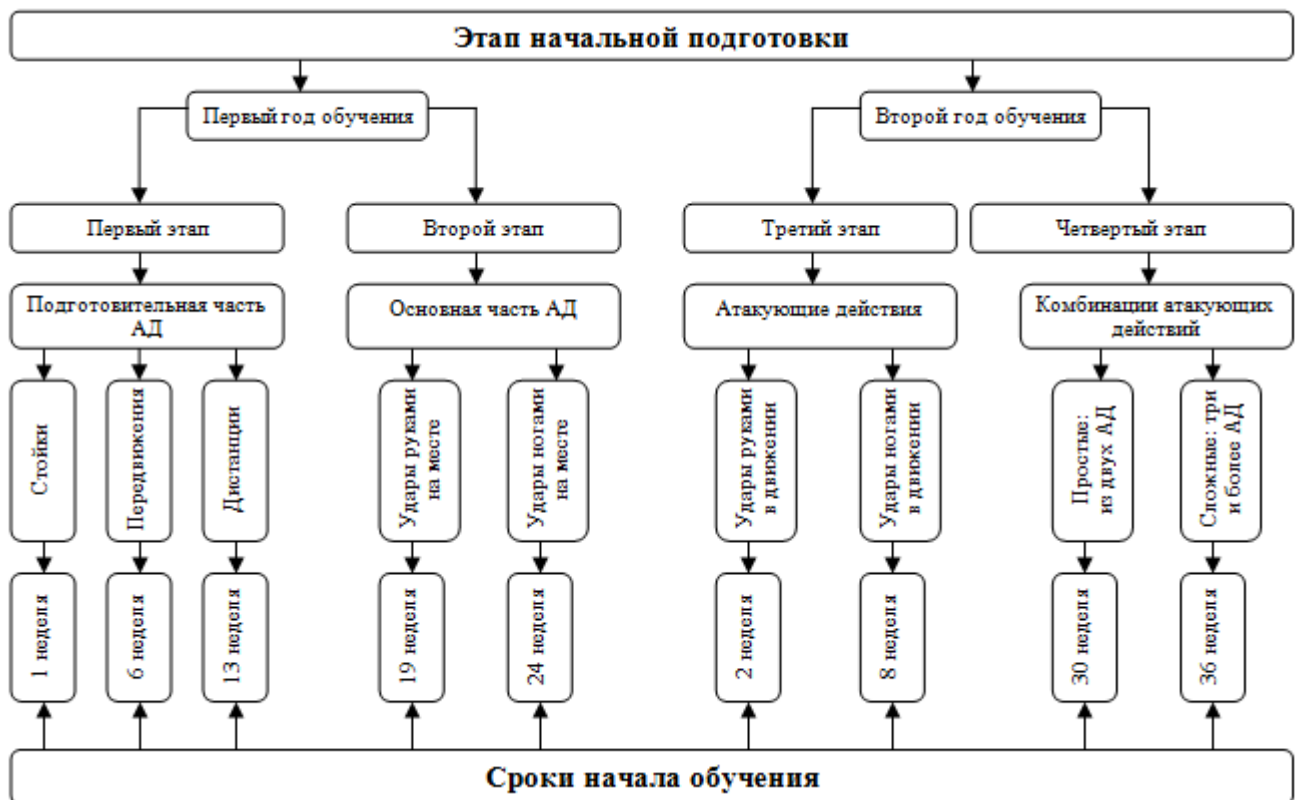 Этап начальной подготовки
Первый год обучения
Второй год обучения
Первый этап
Второй этап
Третий этап
Четвертый этап
Подготовительная часть
АД
Основная часть АД
Атакующие действия
Комбинации атакующих
действий
Стойки
Передвижения
Дистанции
Удары руками
на месте
Удары ногами
на месте
Удары руками
в движении
Удары ногами
в движении
Простые:
из двух АД
Сложные: три
и более АД
1 неделя
6 неделя
13 неделя
19 неделя
24 неделя
2 неделя
8 неделя
30 неделя
36 неделя
Сроки начала обучения